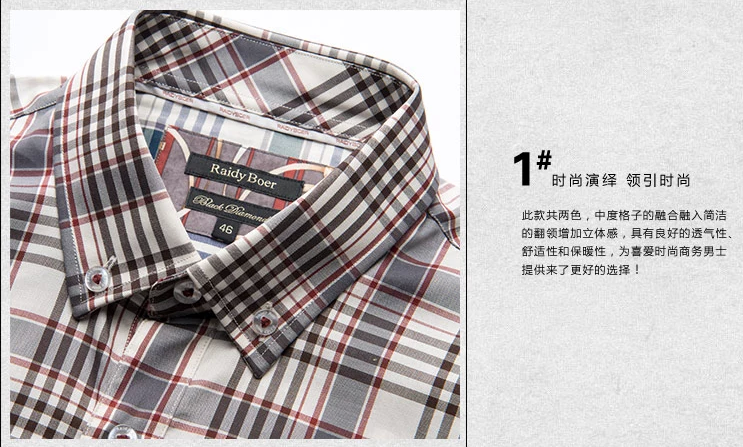 RAIDYBOER
RAIDYBOER
Raidy Boer
Black Diamond
46
1#
时尚演绎 领引时尚
此款共两色，中度格子的融合融入简洁
的翻领增加立体感，具有良好的透气性、
舒适性和保暖性，为喜爱时尚商务男士
提供来了更好的选择！